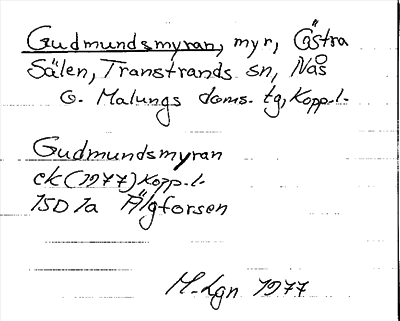 Gudmundsmyran, myr, Östra
Sälen, Transtrands sn, Nås
o. Malungs doms. tg, Kopp.l.
Gudmundsmyran
ek (1977) Kopp.l.
15D 1a Älgforsen
M-Lgn 1977